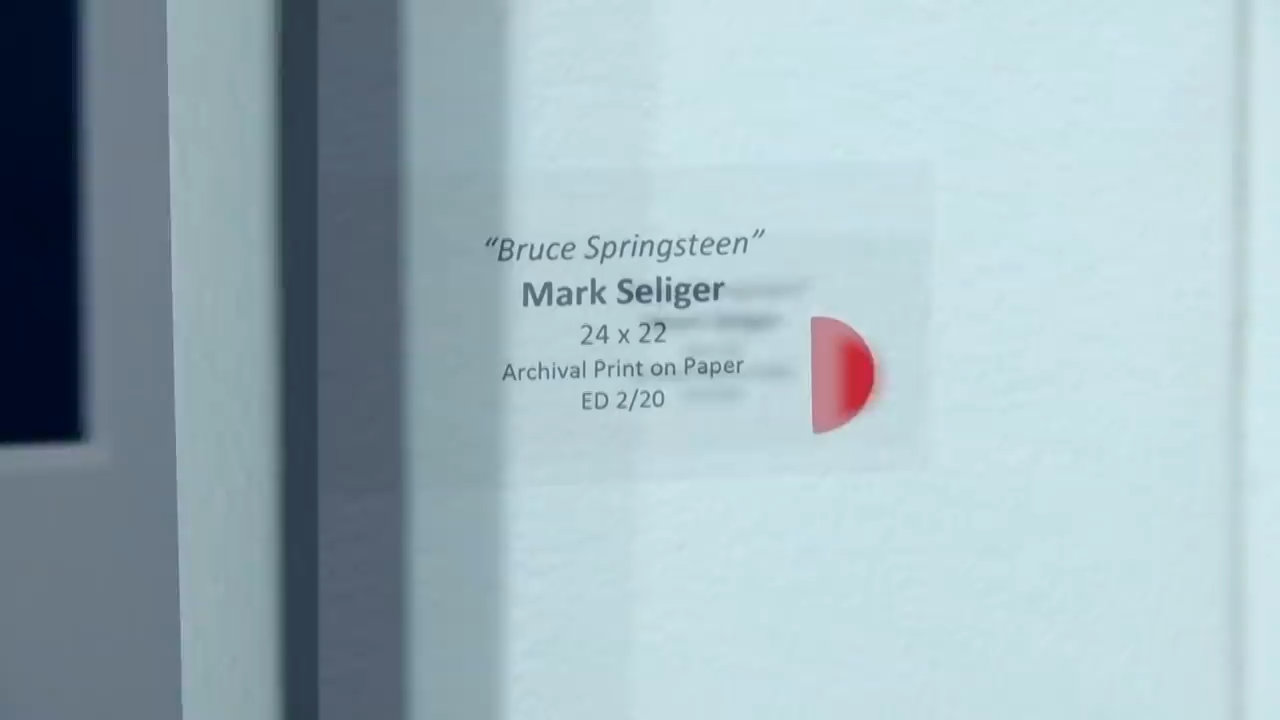 “Bruce Springsteen”
Mark Seliger
24 x 22
Archival Print on Paper
ED 2/20